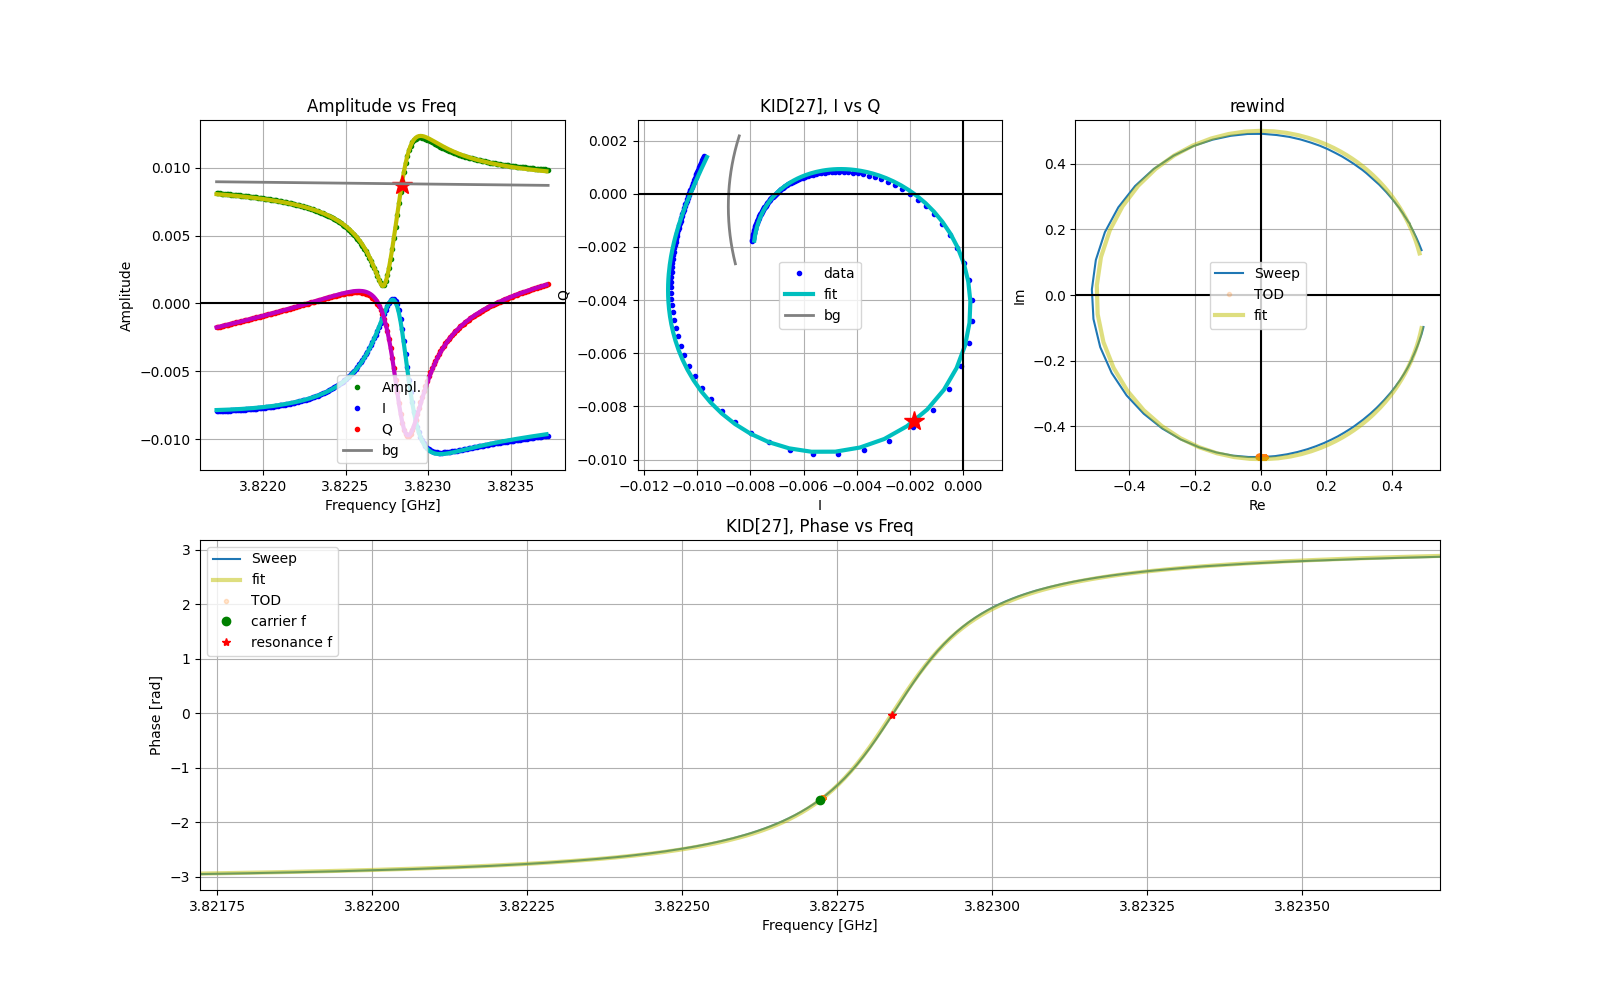 Amplitude vs Freq
0.010
0.005
0.000
−0.005
−0.010
Amplitude
Ampl.
I
Q
bg
3.8220
3.8225
3.8230
3.8235
Frequency [GHz]
KID[27], I vs Q
0.002
0.000
−0.002
−0.004
−0.006
−0.008
−0.010
Q
data
fit
bg
−0.012
−0.010
−0.008
−0.006
−0.004
−0.002
0.000
I
rewind
0.4
0.2
0.0
−0.2
−0.4
Im
Sweep
TOD
fit
−0.4
−0.2
0.0
0.2
0.4
Re
KID[27], Phase vs Freq
3
2
1
0
−1
−2
−3
Phase [rad]
Sweep
fit
TOD
carrier f
resonance f
3.82175
3.82200
3.82225
3.82250
3.82275
3.82300
3.82325
3.82350
Frequency [GHz]